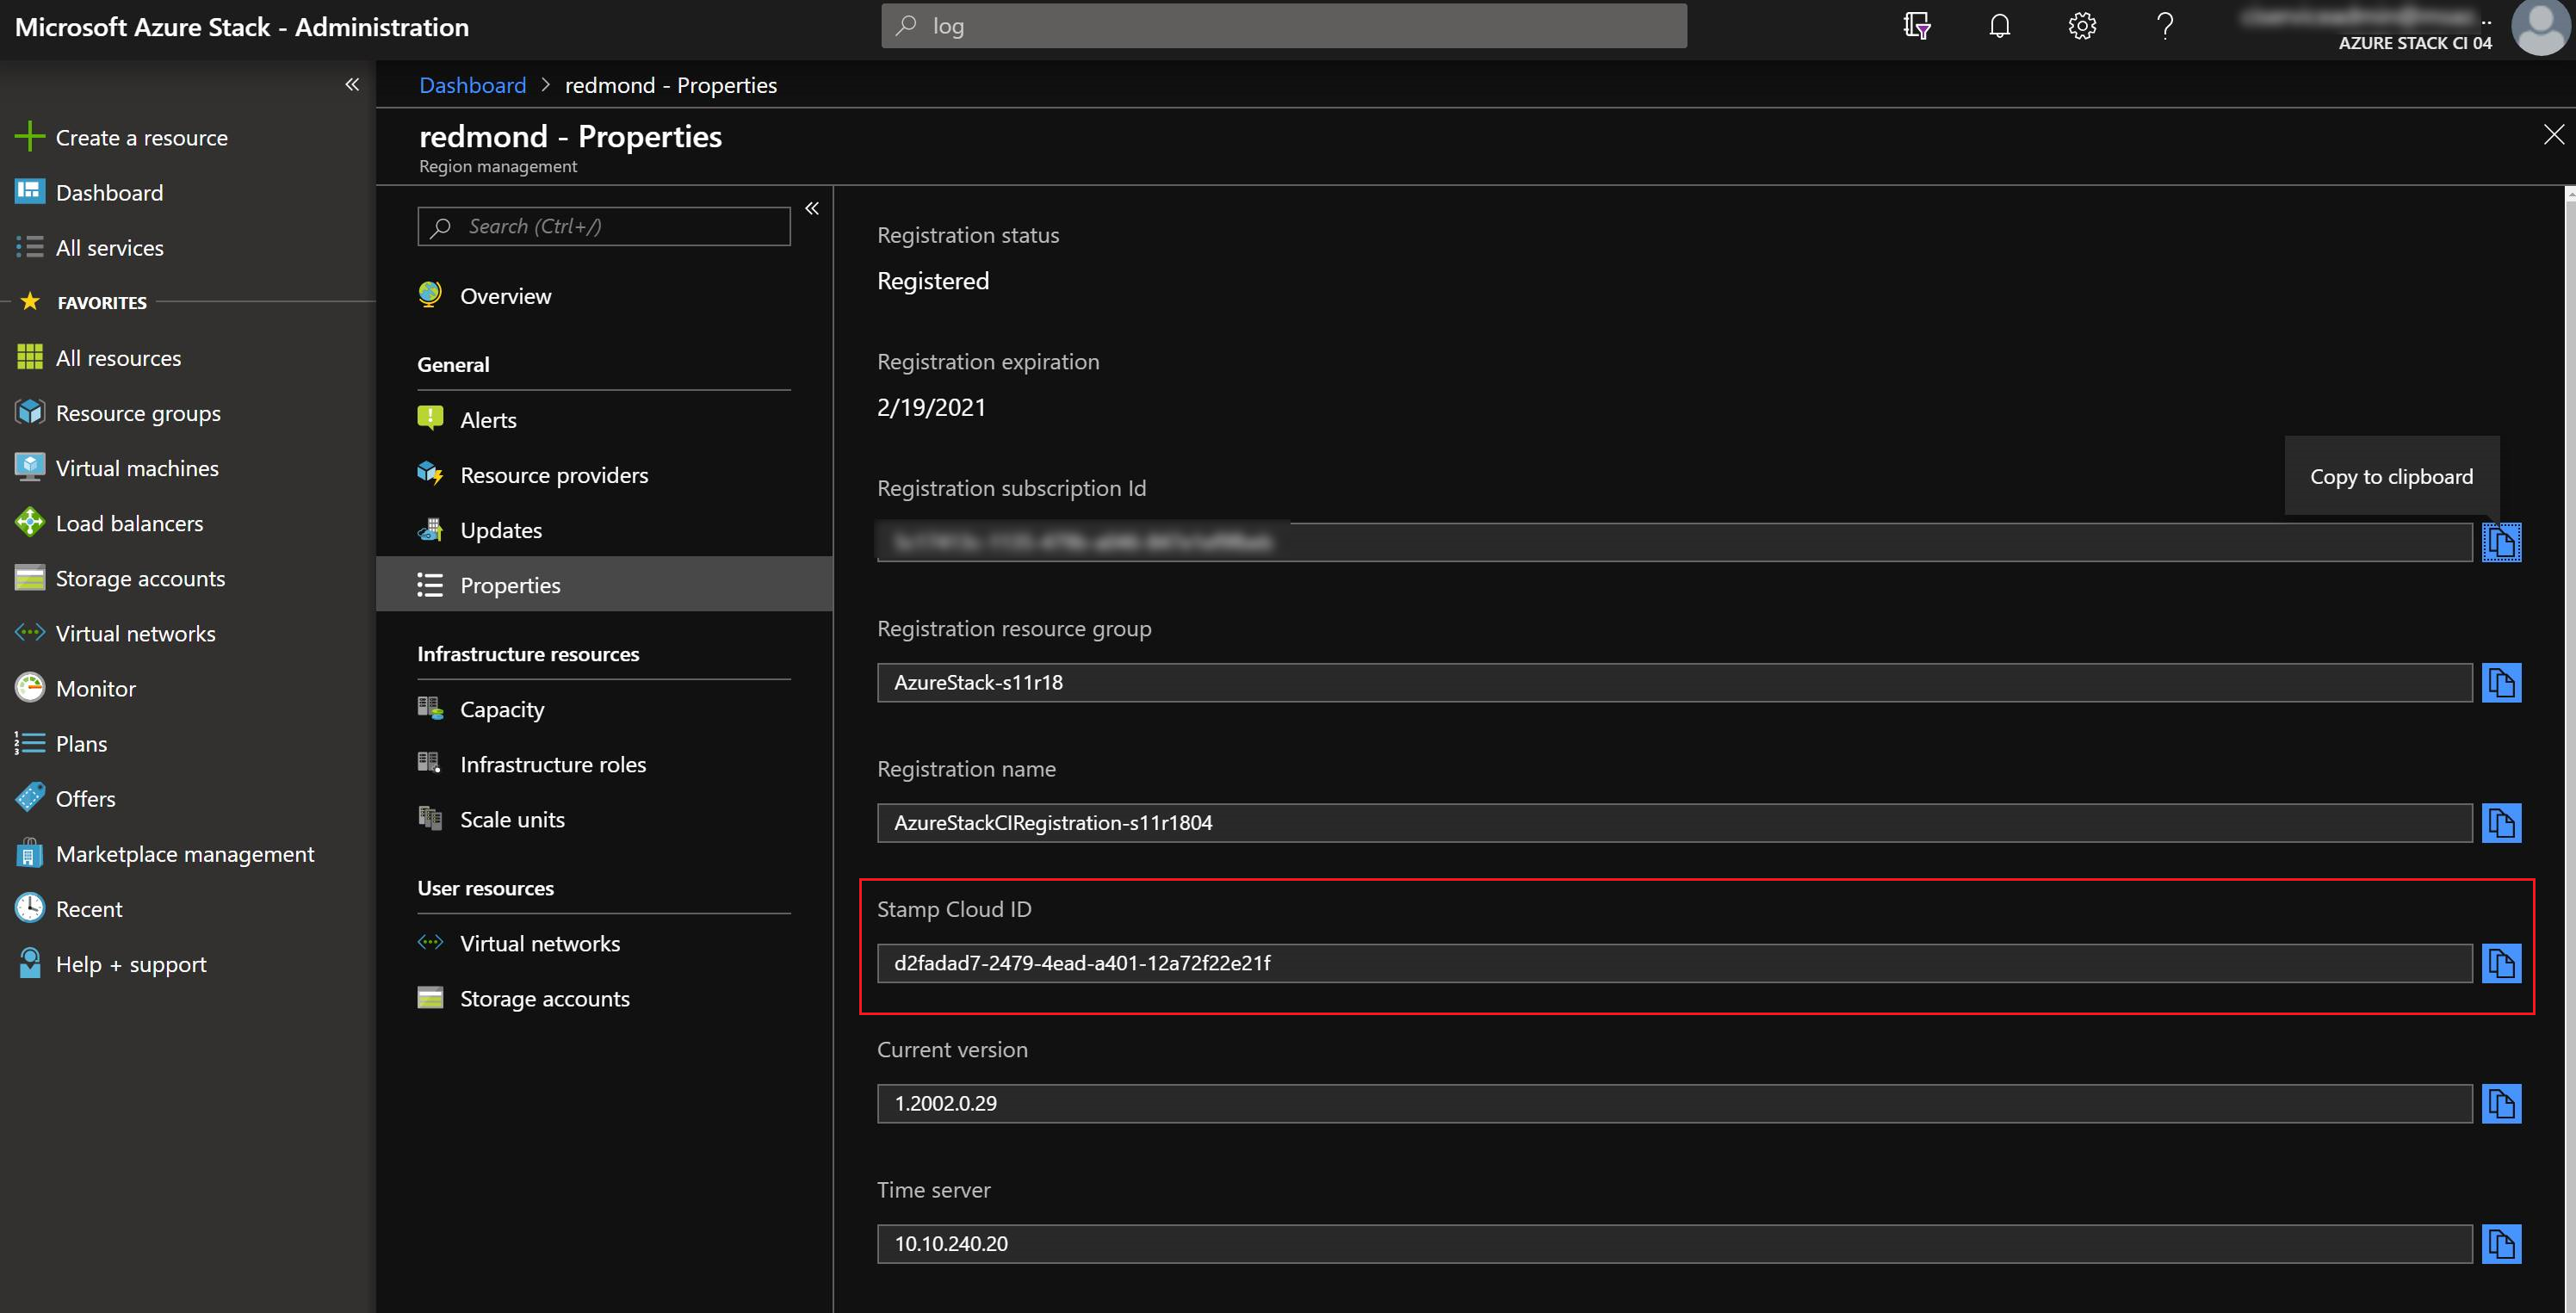 Microsoft Azure Stack - Administration
log
AZURE STACK CI 04
Create a resource
Dashboard
All services
FAVORITES
All resources
Resource groups
Virtual machines
Load balancers
Storage accounts
Virtual networks
Monitor
Plans
Offers
Marketplace management
Recent
Help + support
Dashboard > redmond - Properties
redmond - Properties
Region management
Search (Ctrl+/)
Overview
General
Alerts
Resource providers
Updates
Properties
Infrastructure resources
Capacity
Infrastructure roles
Scale units
User resources
Virtual networks
Storage accounts
Registration status
Registered
Registration expiration
2/19/2021
Copy to clipboard
Registration subscription Id
Registration resource group
AzureStack-s11r18
Registration name
AzureStackCIRegistration-s11r1804
Stamp Cloud ID
d2fadad7-2479-4ead-a401-12a72f22e21f
Current version
1.2002.0.29
Time server
10.10.240.20